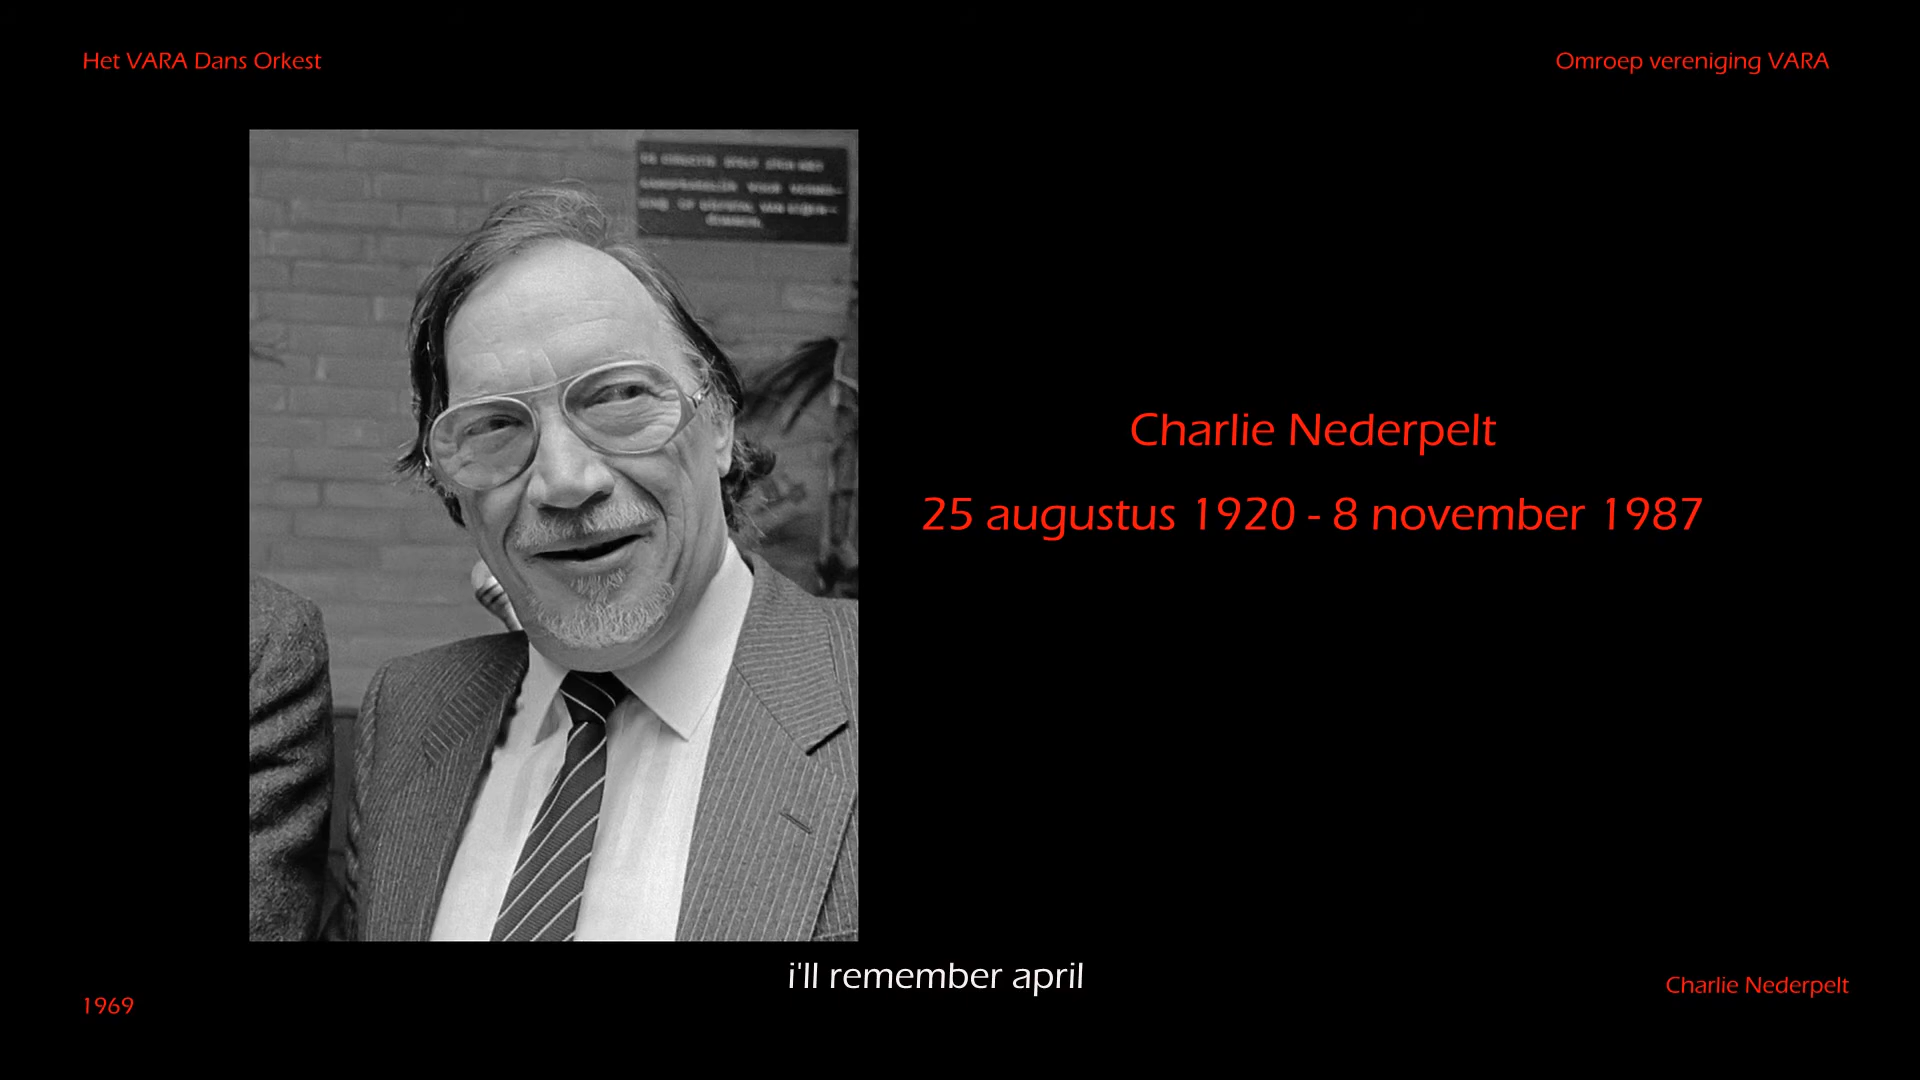 Het VARA Dans Orkest
Omroep vereniging VARA
Charlie Nederpelt
25 augustus 1920 - 8 november 1987
i'll remember april
1969
Charlie Nederpelt